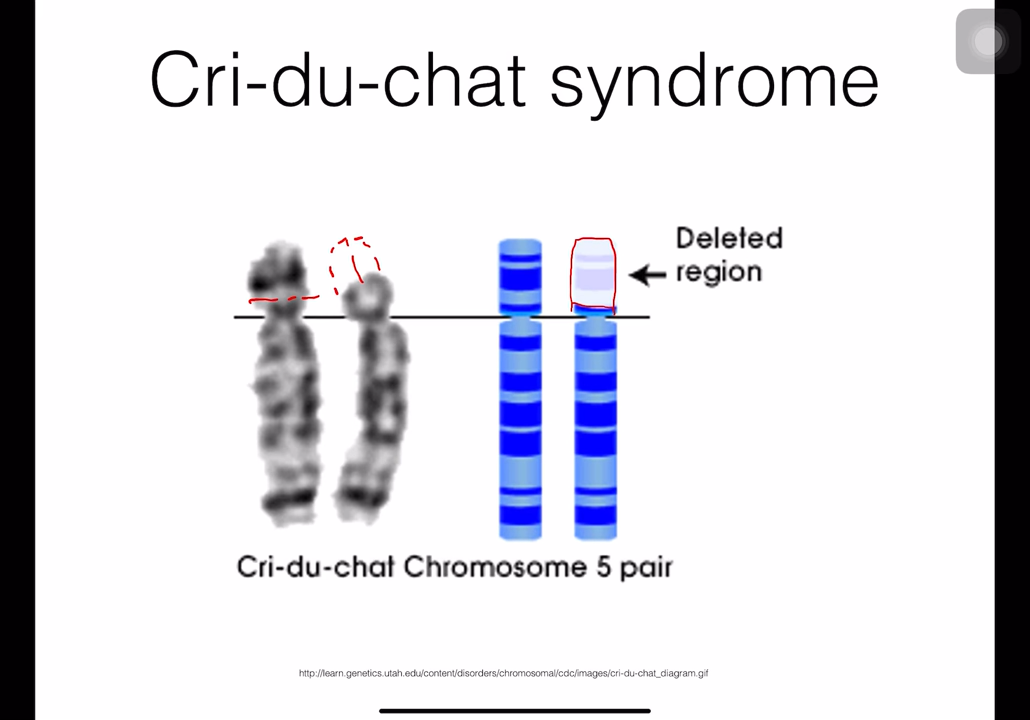 Cri-du-chat syndrome
Deleted
region
Cri-du-chat Chromosome 5 pair
http://learn.genetics.utah.edu/content/disorders/chromosomal/cdc/images/cri-du-chat_diagram.gif